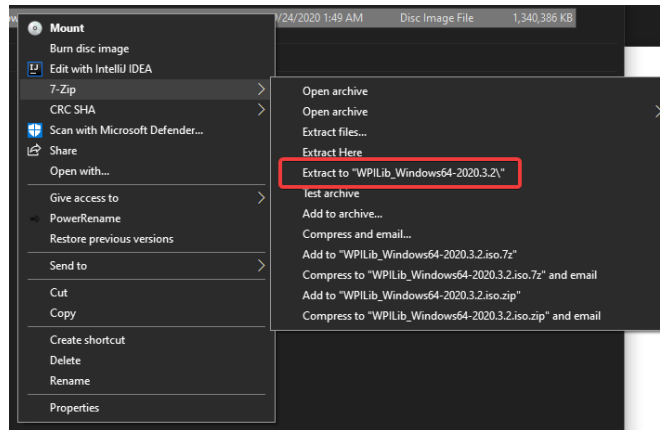 /24/2020 1:49 AM Disc Image File 1,340,386 KB
Mount
Burn disc image
Edit with IntelliJ IDEA
7-Zip
CRC SHA
Scan with Microsoft Defender...
Share
Open with...
Give access to
PowerRename
Restore previous versions
Send to
Cut
Copy
Create shortcut
Delete
Rename
Properties
Open archive
Open archive
Extract files...
Extract Here
Extract to "WPILib_Windows64-2020.3.2\"
Test archive
Add to archive...
Compress and email...
Add to "WPILib_Windows64-2020.3.2.iso.7z"
Compress to "WPILib_Windows64-2020.3.2.iso.7z" and email
Add to "WPILib_Windows64-2020.3.2.iso.zip"
Compress to "WPILib_Windows64-2020.3.2.iso.zip" and email